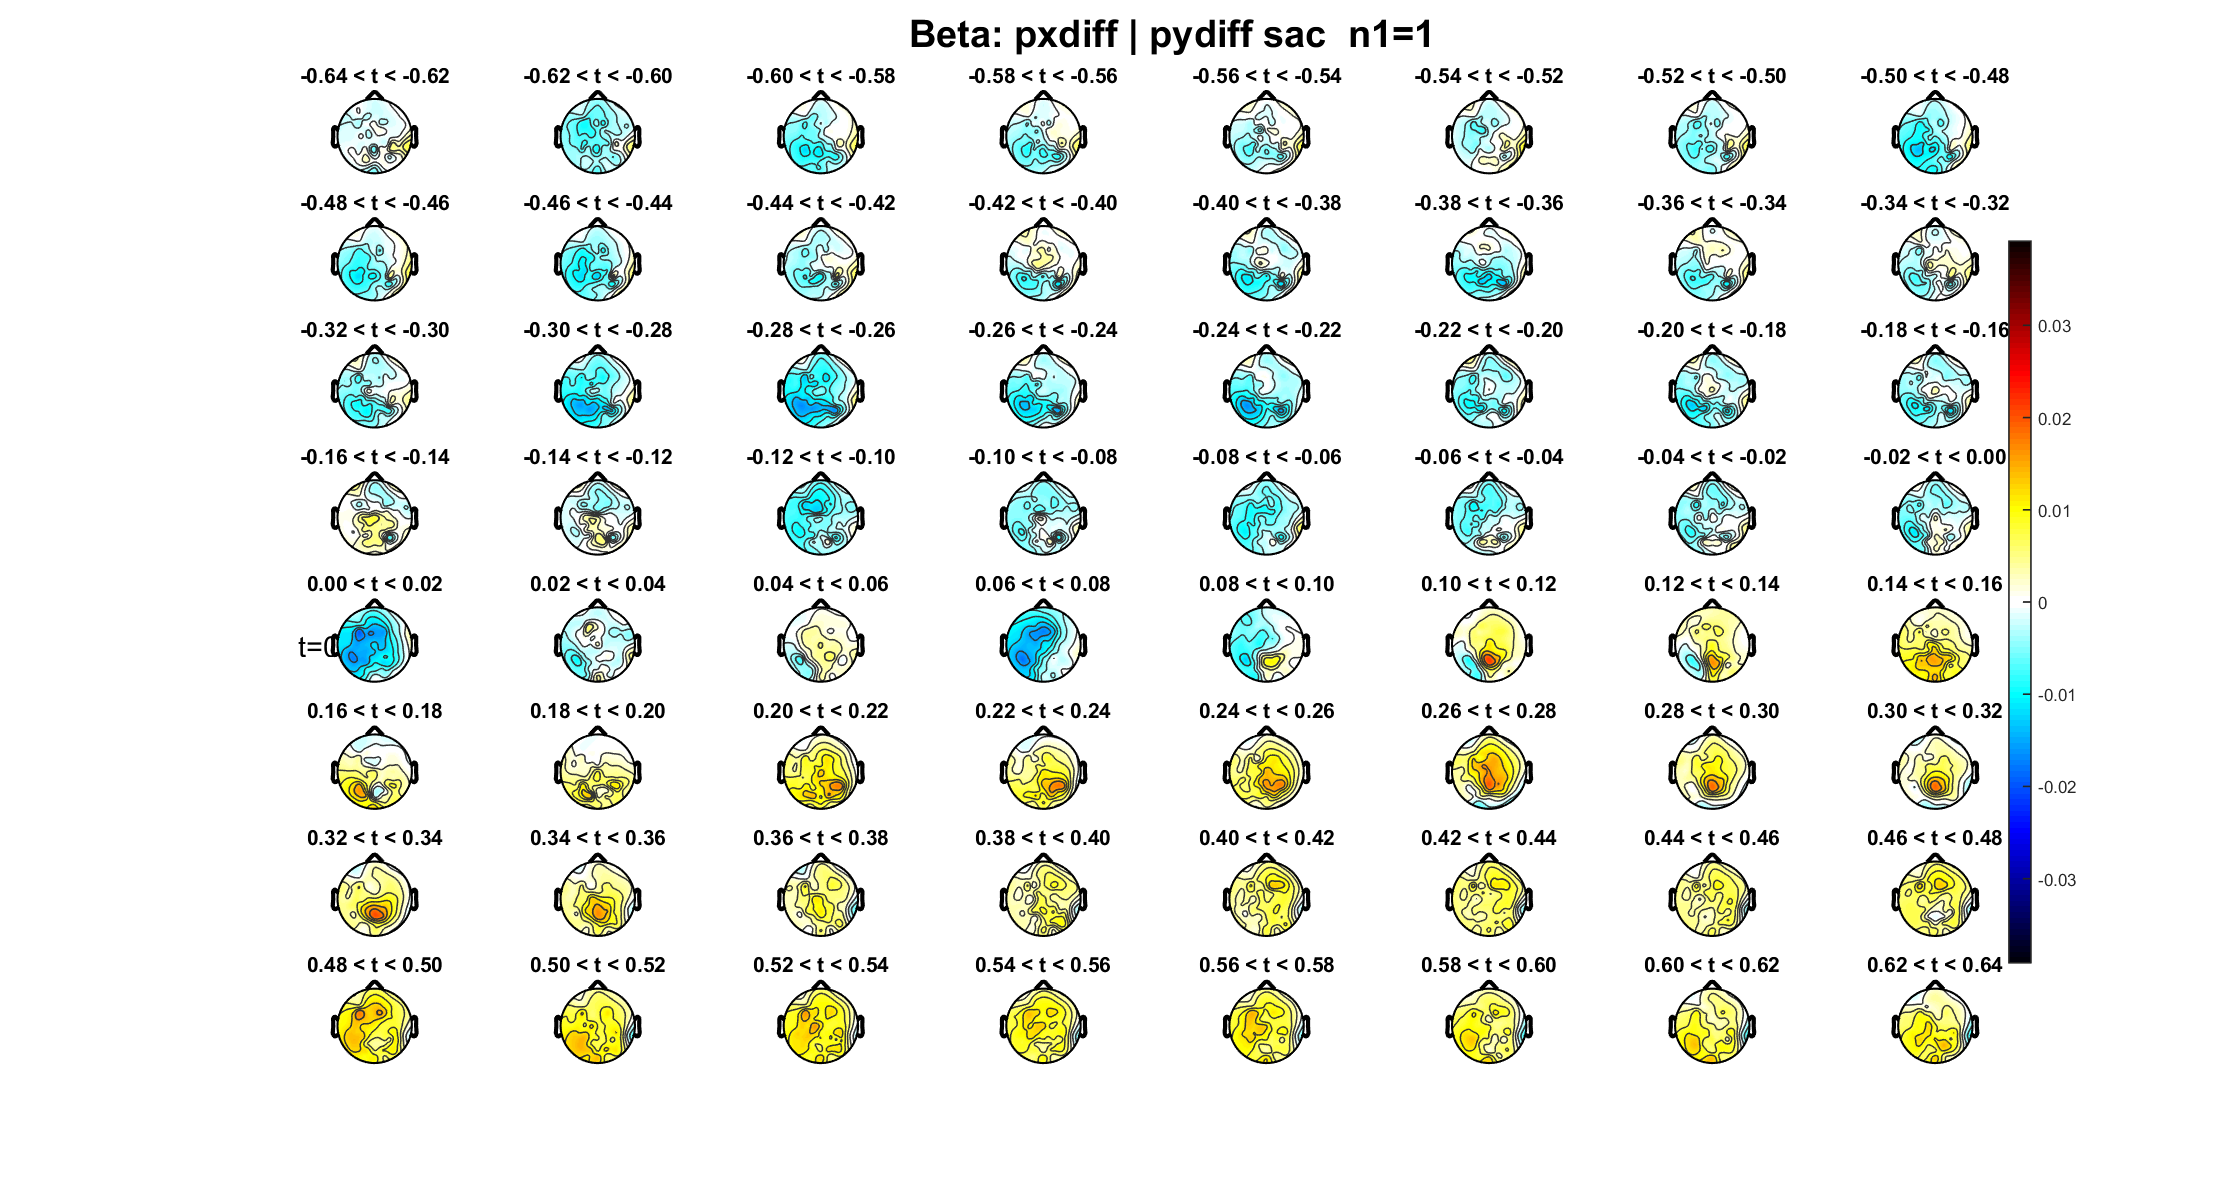 Beta: pxdiff | pydiff sac  n1=1
-0.64 < t < -0.62
-0.62 < t < -0.60
-0.60 < t < -0.58
-0.58 < t < -0.56
-0.56 < t < -0.54
-0.54 < t < -0.52
-0.52 < t < -0.50
-0.50 < t < -0.48
-0.48 < t < -0.46
-0.46 < t < -0.44
-0.44 < t < -0.42
-0.42 < t < -0.40
-0.40 < t < -0.38
-0.38 < t < -0.36
-0.36 < t < -0.34
-0.34 < t < -0.32
-0.32 < t < -0.30
-0.30 < t < -0.28
-0.28 < t < -0.26
-0.26 < t < -0.24
-0.24 < t < -0.22
-0.22 < t < -0.20
-0.20 < t < -0.18
-0.18 < t < -0.16
-0.16 < t < -0.14
-0.14 < t < -0.12
-0.12 < t < -0.10
-0.10 < t < -0.08
-0.08 < t < -0.06
-0.06 < t < -0.04
-0.04 < t < -0.02
-0.02 < t < 0.00
0.00 < t < 0.02
0.02 < t < 0.04
0.04 < t < 0.06
0.06 < t < 0.08
0.08 < t < 0.10
0.10 < t < 0.12
0.12 < t < 0.14
0.14 < t < 0.16
t=0
0.16 < t < 0.18
0.18 < t < 0.20
0.20 < t < 0.22
0.22 < t < 0.24
0.24 < t < 0.26
0.26 < t < 0.28
0.28 < t < 0.30
0.30 < t < 0.32
0.32 < t < 0.34
0.34 < t < 0.36
0.36 < t < 0.38
0.38 < t < 0.40
0.40 < t < 0.42
0.42 < t < 0.44
0.44 < t < 0.46
0.46 < t < 0.48
0.48 < t < 0.50
0.50 < t < 0.52
0.52 < t < 0.54
0.54 < t < 0.56
0.56 < t < 0.58
0.58 < t < 0.60
0.60 < t < 0.62
0.62 < t < 0.64
0.03
0.02
0.01
0
-0.01
-0.02
-0.03